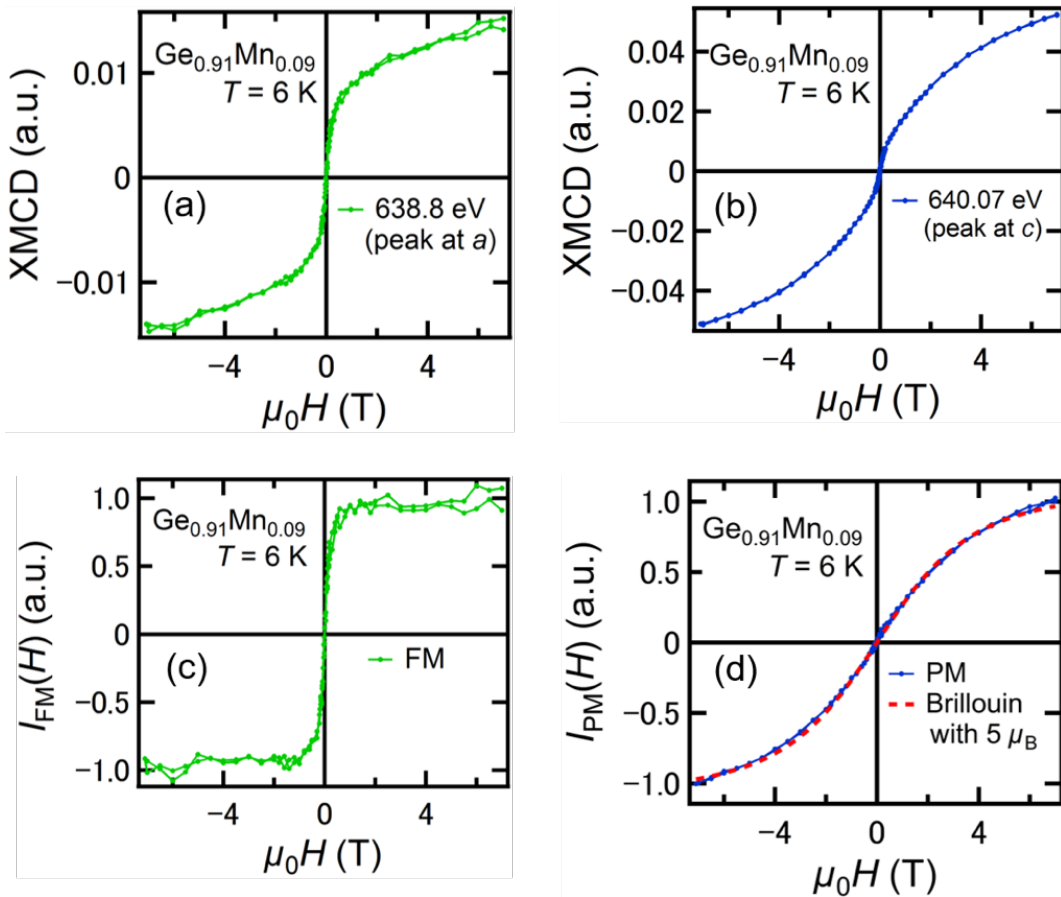 XMCD (a.u.)
0.01
0
−0.01
Ge0.91Mn0.09
T = 6 K
(a)
638.8 eV
(peak at a)
−4
0
4
μ0H (T)
XMCD (a.u.)
0.04
0.02
0
−0.02
−0.04
Ge0.91Mn0.09
T = 6 K
(b)
640.07 eV
(peak at c)
−4
0
4
μ0H (T)
IFM(H) (a.u.)
1.0
0.5
0
−0.5
−1.0
Ge0.91Mn0.09
T = 6 K
(c)
FM
−4
0
4
μ0H (T)
IPM(H) (a.u.)
1.0
0.5
0
−0.5
−1.0
Ge0.91Mn0.09
T = 6 K
(d)
PM
Brillouin
with 5 μB
−4
0
4
μ0H (T)